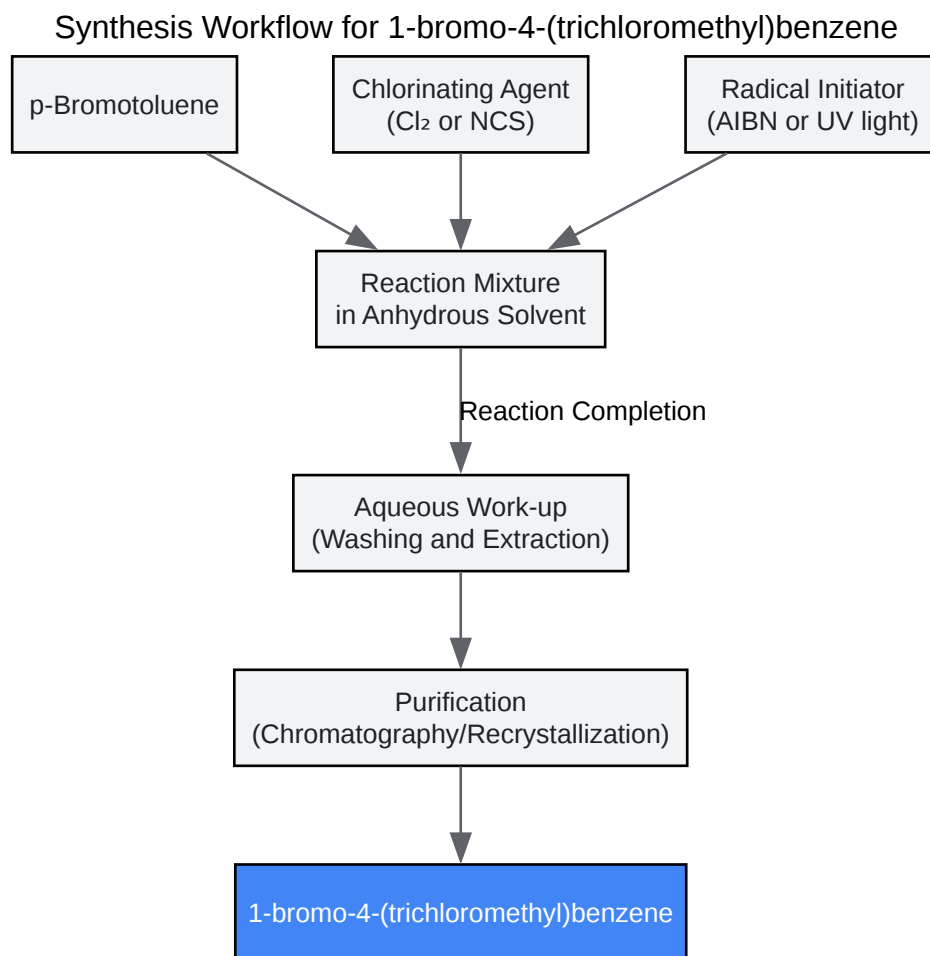 Synthesis Workflow for 1-bromo-4-(trichloromethyl)benzene
p-Bromotoluene
Chlorinating Agent
(Cl₂ or NCS)
Radical Initiator
(AIBN or UV light)
Reaction Mixture
in Anhydrous Solvent
Reaction Completion
Aqueous Work-up
(Washing and Extraction)
Purification
(Chromatography/Recrystallization)
1-bromo-4-(trichloromethyl)benzene